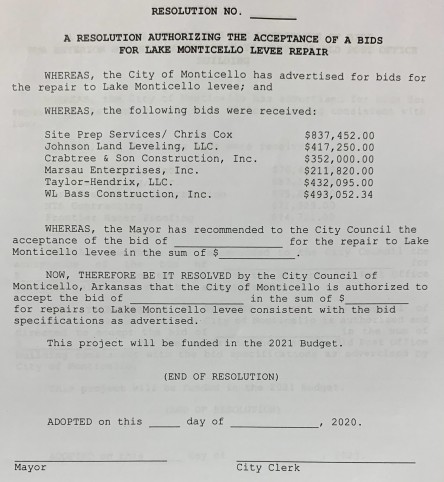 RESOLUTION NO. ______
A RESOLUTION AUTHORIZING THE ACCEPTANCE OF A BIDS
FOR LAKE MONTICELLO LEVEE REPAIR
WHEREAS, the City of Monticello has advertised for bids for
the repair to Lake Monticello levee; and
WHEREAS, the following bids were received:
Site Prep Services/ Chris Cox $837,452.00
Johnson Land Leveling, LLC. $417,250.00
Crabtree & Son Construction, Inc. $352,000.00
Marsau Enterprises, Inc. $211,820.00
Taylor-Hendrix, LLC. $432,095.00
WL Bass Construction, Inc. $493,052.34
WHEREAS, the Mayor has recommended to the City Council the
acceptance of the bid of ______________ for the repair to Lake
Monticello levee in the sum of $__________.
NOW, THEREFORE BE IT RESOLVED by the City Council of
Monticello, Arkansas that the City of Monticello is authorized to
accept the bid of ______________ in the sum of $____________
for repairs to Lake Monticello levee consistent with the bid
specifications as advertised.
This project will be funded in the 2021 Budget.
(END OF RESOLUTION)
ADOPTED on this ____ day of ___________, 2020.
Mayor City Clerk